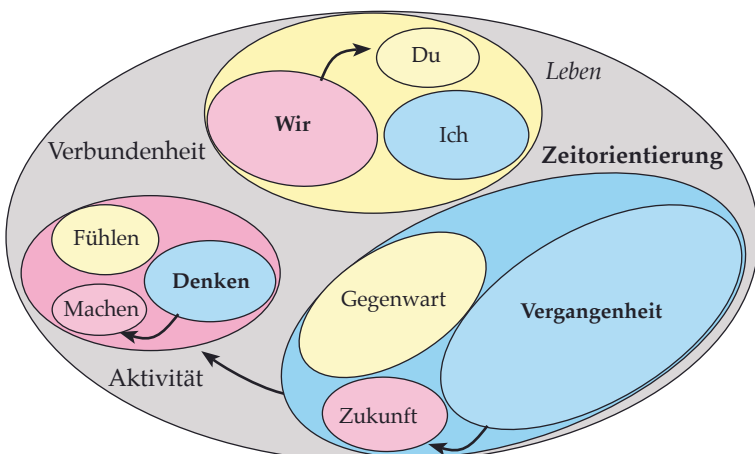 Du
Leben
Wir
Ich
Verbundenheit
Zeitorientierung
Fühlen
Denken
Gegenwart
Machen
Vergangenheit
Aktivität
Zukunft